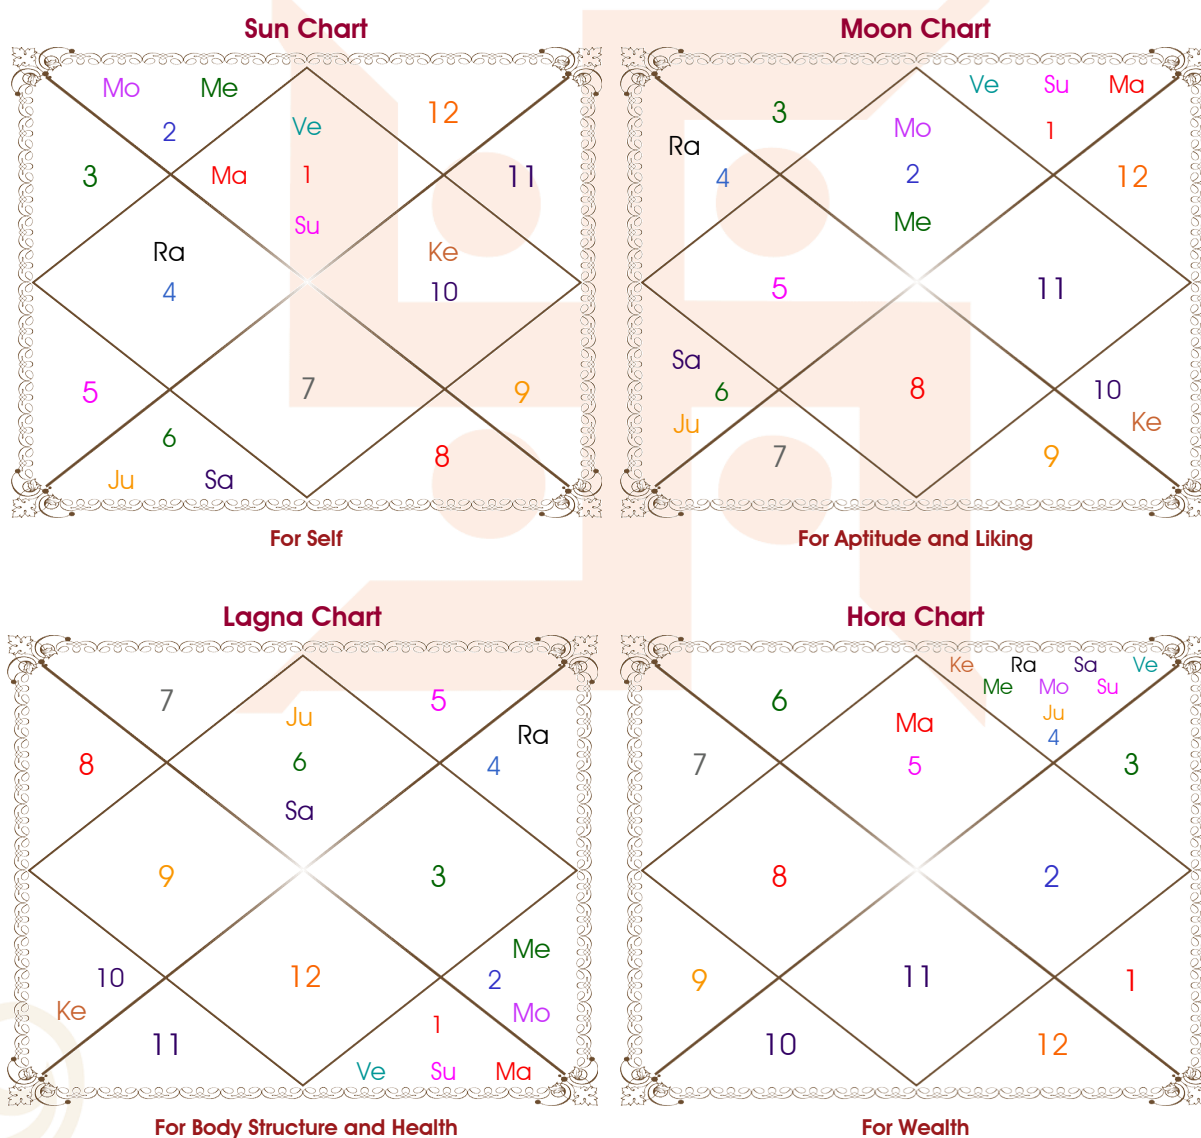 Sun Chart
Mo Me
2
Ve
12
3
Ma 1
11
Su
Ra
4
Ke
10
5
7
9
6
Ju Sa
8
For Self
Moon Chart
3
Ve Su Ma
1
Ra
4
Mo
2
Me
12
5
11
Sa
6
Ju
8
10
Ke
7
9
For Aptitude and Liking
Lagna Chart
7
Ju
6
Sa
5
8
Ra
4
9
3
10
Ke
12
Me
2
Mo
11
1
Ve Su Ma
For Body Structure and Health
Hora Chart
6
Ke Ra Sa Ve
Me Mo Su
Ju
4
Ma
5
7
3
8
2
9
11
1
10
12
For Wealth